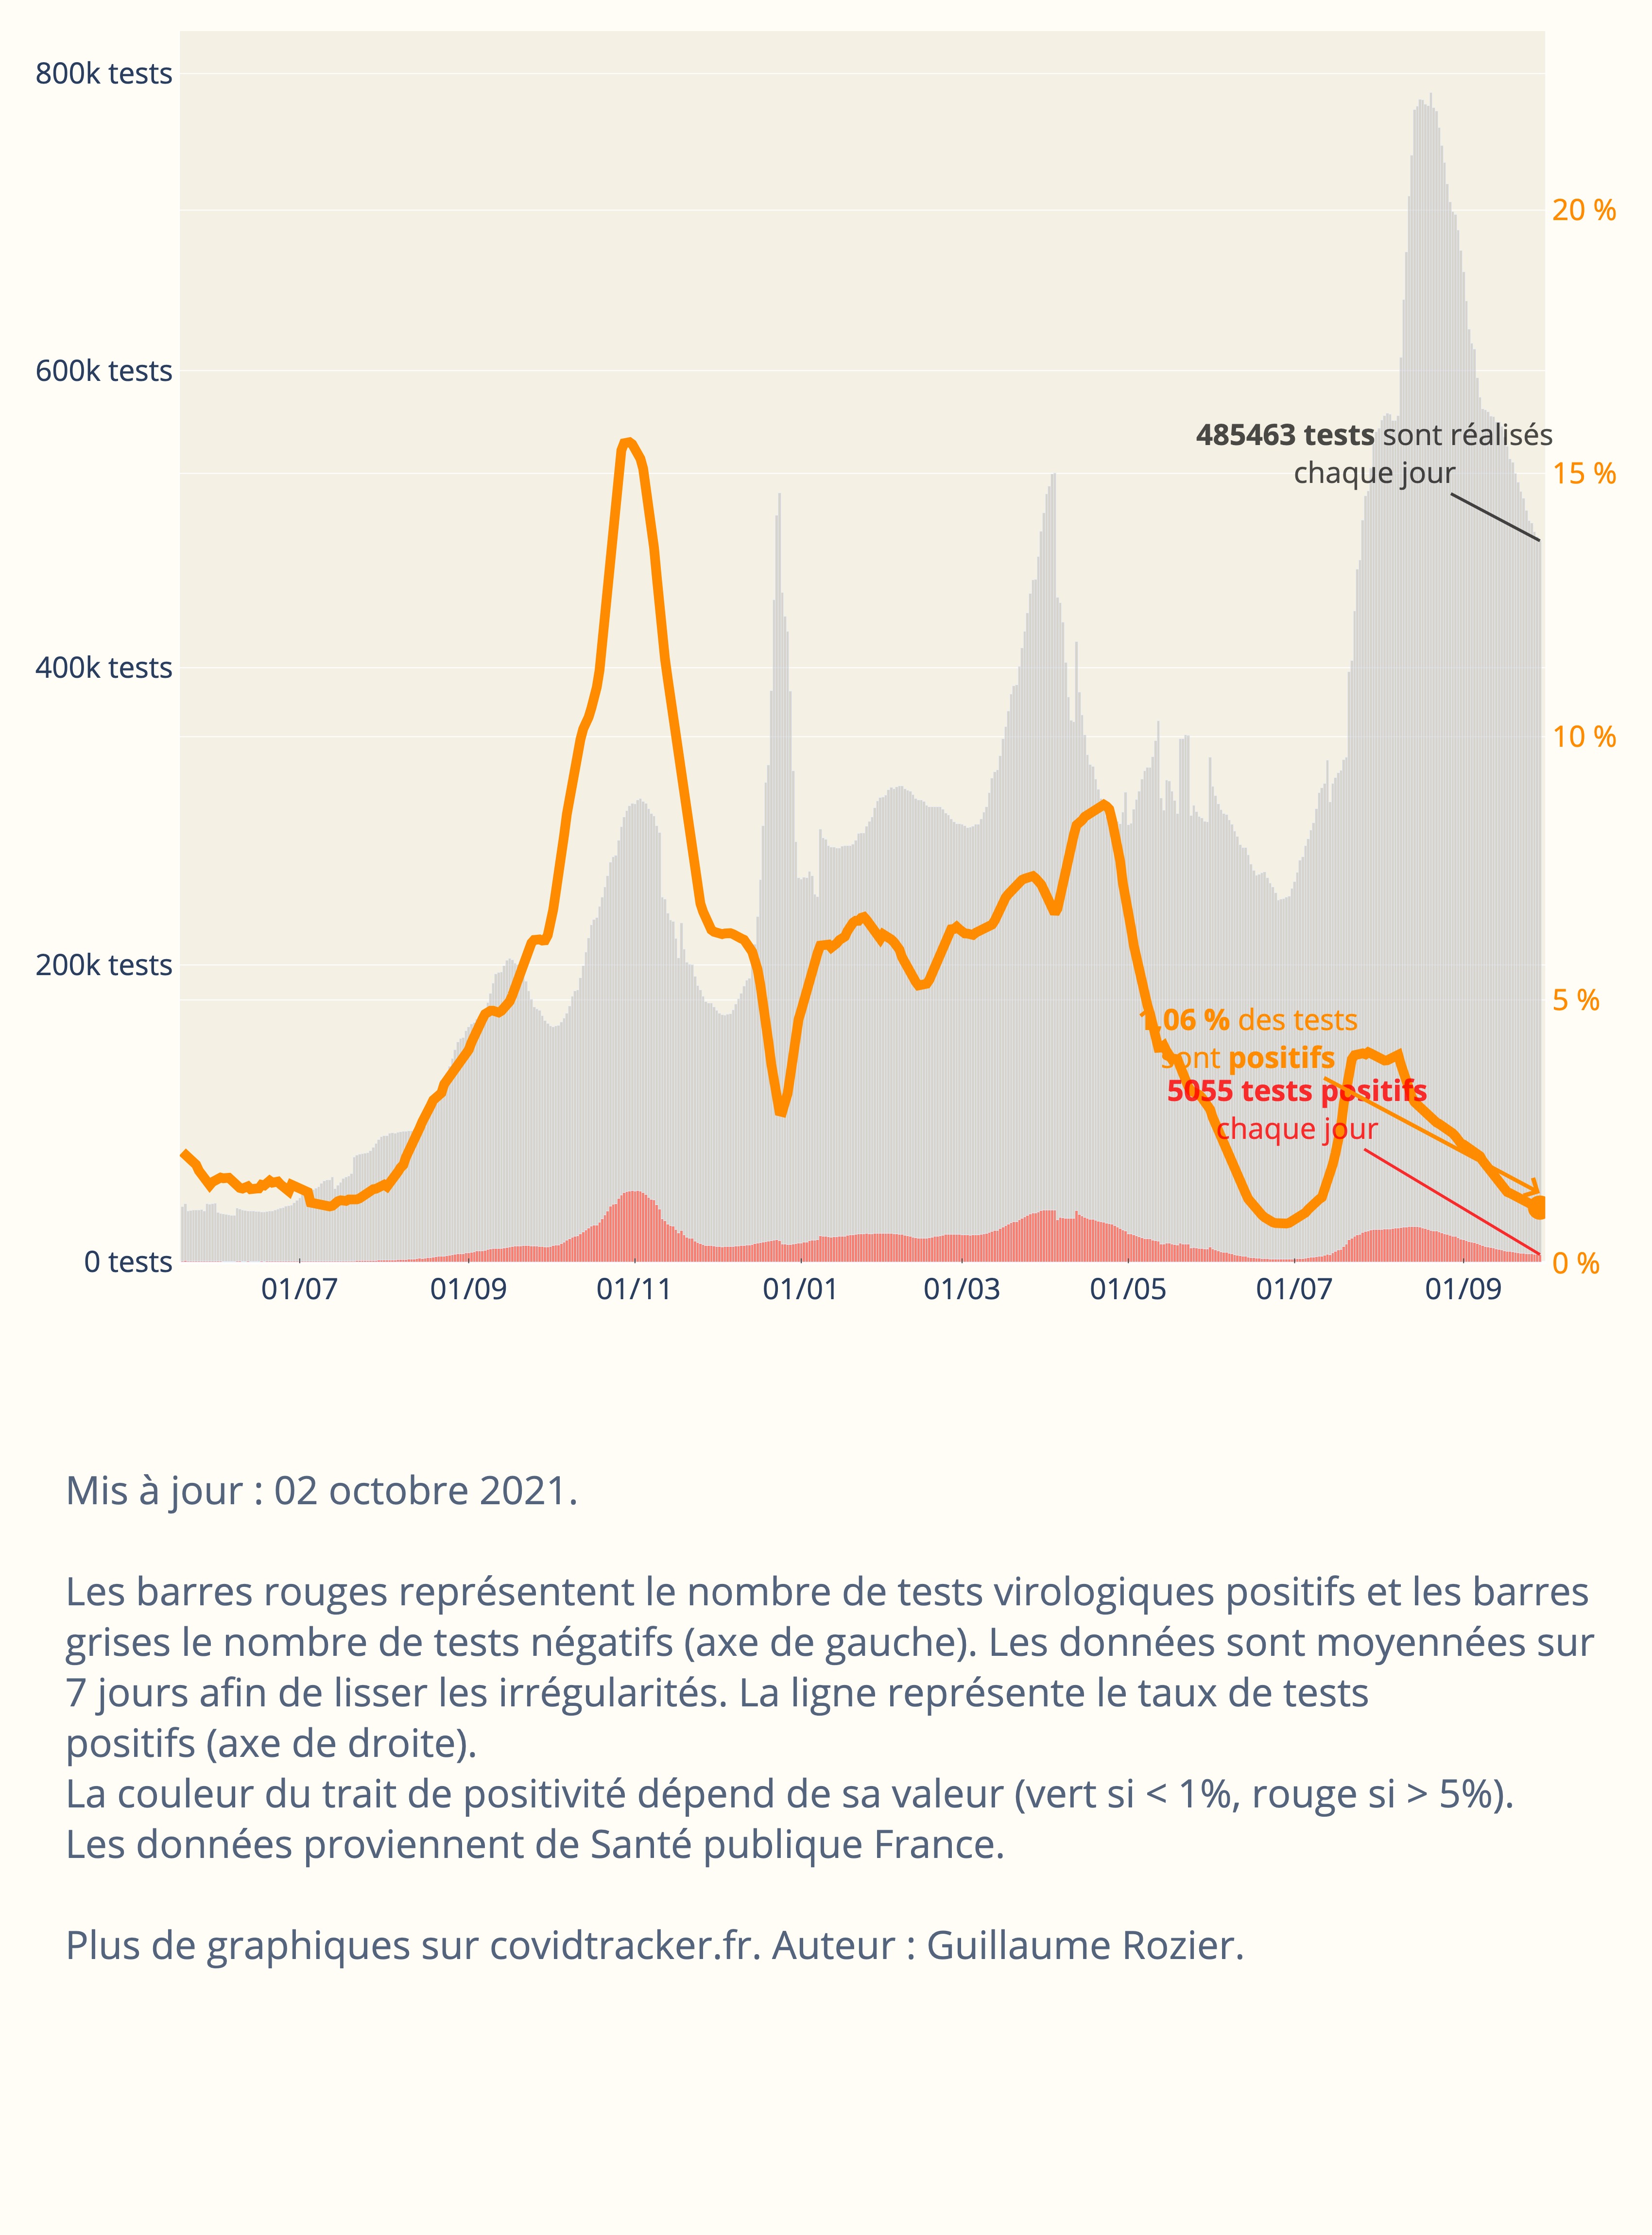 800k tests
20 %
600k tests
485463 tests sont réalisés
chaque jour
15 %
400k tests
10 %
200k tests
5 %
1,06 % des tests
sont positifs
5055 tests positifs
chaque jour
0 tests
0 %
01/07 01/09 01/11 01/01 01/03 01/05 01/07 01/09
Mis à jour : 02 octobre 2021.
Les barres rouges représentent le nombre de tests virologiques positifs et les barres
grises le nombre de tests négatifs (axe de gauche). Les données sont moyennées sur
7 jours afin de lisser les irrégularités. La ligne représente le taux de tests
positifs (axe de droite).
La couleur du trait de positivité dépend de sa valeur (vert si < 1%, rouge si > 5%).
Les données proviennent de Santé publique France.
Plus de graphiques sur covidtracker.fr. Auteur : Guillaume Rozier.